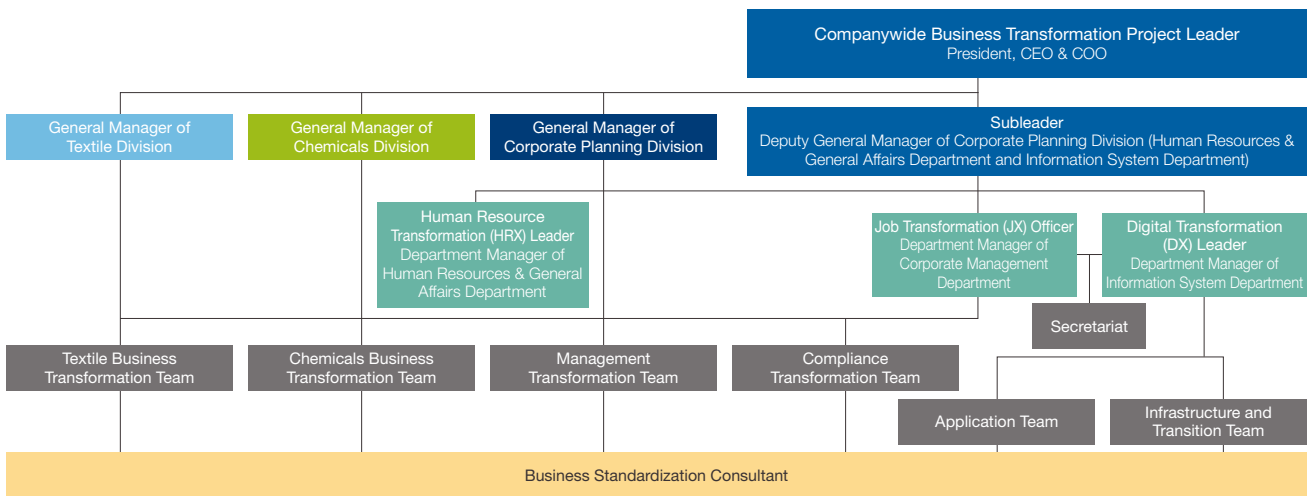 Companywide Business Transformation Project Leader
President, CEO & COO
General Manager of
Textile Division
General Manager of
Chemicals Division
General Manager of
Corporate Planning Division
Subleader
Deputy General Manager of Corporate Planning Division (Human Resources &
General Affairs Department and Information System Department)
Human Resource
Transformation (HRX) Leader
Department Manager of
Human Resources & General
Affairs Department
Job Transformation (JX) Officer
Department Manager of
Corporate Management
Department
Digital Transformation
(DX) Leader
Department Manager of
Information System Department
Secretariat
Textile Business
Transformation Team
Chemicals Business
Transformation Team
Management
Transformation Team
Compliance
Transformation Team
Application Team
Infrastructure and
Transition Team
Business Standardization Consultant